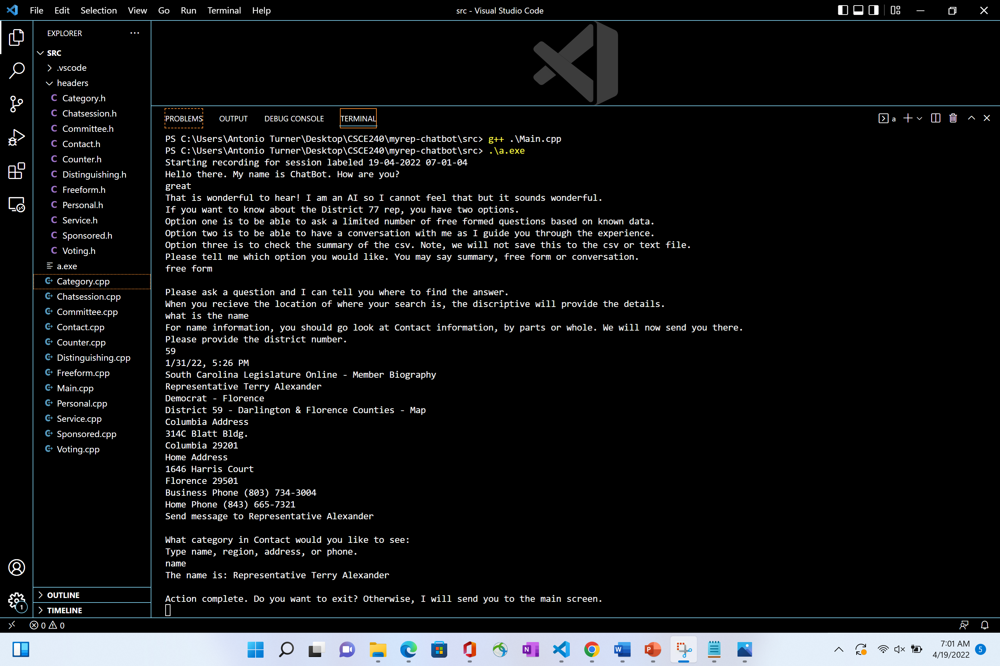 File Edit Selection View Go Run Terminal Help
src - Visual Studio Code
EXPLORER
SRC
.vscode
headers
C Category.h
C Chatsession.h
C Committee.h
C Contact.h
C Counter.h
C Distinguishing.h
C Freeform.h
C Personal.h
C Service.h
C Sponsored.h
C Voting.h
a.exe
Category.cpp
Chatsession.cpp
Committee.cpp
Contact.cpp
Counter.cpp
Distinguishing.cpp
Freeform.cpp
Main.cpp
Personal.cpp
Service.cpp
Sponsored.cpp
Voting.cpp
OUTLINE
TIMELINE
1
PROBLEMS OUTPUT DEBUG CONSOLE TERMINAL
a
PS C:\Users\Antonio Turner\Desktop\CSCE240\myrep-chatbot\src> g++ .\Main.cpp
PS C:\Users\Antonio Turner\Desktop\CSCE240\myrep-chatbot\src> .\a.exe
Starting recording for session labeled 19-04-2022 07-01-04
Hello there. My name is ChatBot. How are you?
great
That is wonderful to hear! I am an AI so I cannot feel that but it sounds wonderful.
If you want to know about the District 77 rep, you have two options.
Option one is to be able to ask a limited number of free formed questions based on known data.
Option two is to be able to have a conversation with me as I guide you through the experience.
Option three is to check the summary of the csv. Note, we will not save this to the csv or text file.
Please tell me which option you would like. You may say summary, free form or conversation.
free form
Please ask a question and I can tell you where to find the answer.
When you recieve the location of where your search is, the discriptive will provide the details.
what is the name
For name information, you should go look at Contact information, by parts or whole. We will now send you there.
Please provide the district number.
59
1/31/22, 5:26 PM
South Carolina Legislature Online - Member Biography
Representative Terry Alexander
Democrat - Florence
District 59 - Darlington & Florence Counties - Map
Columbia Address
314C Blatt Bldg.
Columbia 29201
Home Address
1646 Harris Court
Florence 29501
Business Phone (803) 734-3004
Home Phone (843) 665-7321
Send message to Representative Alexander
What category in Contact would you like to see:
Type name, region, address, or phone.
name
The name is: Representative Terry Alexander
Action complete. Do you want to exit? Otherwise, I will send you to the main screen.
0 0
N
W
P
7:01 AM
4/19/2022
5